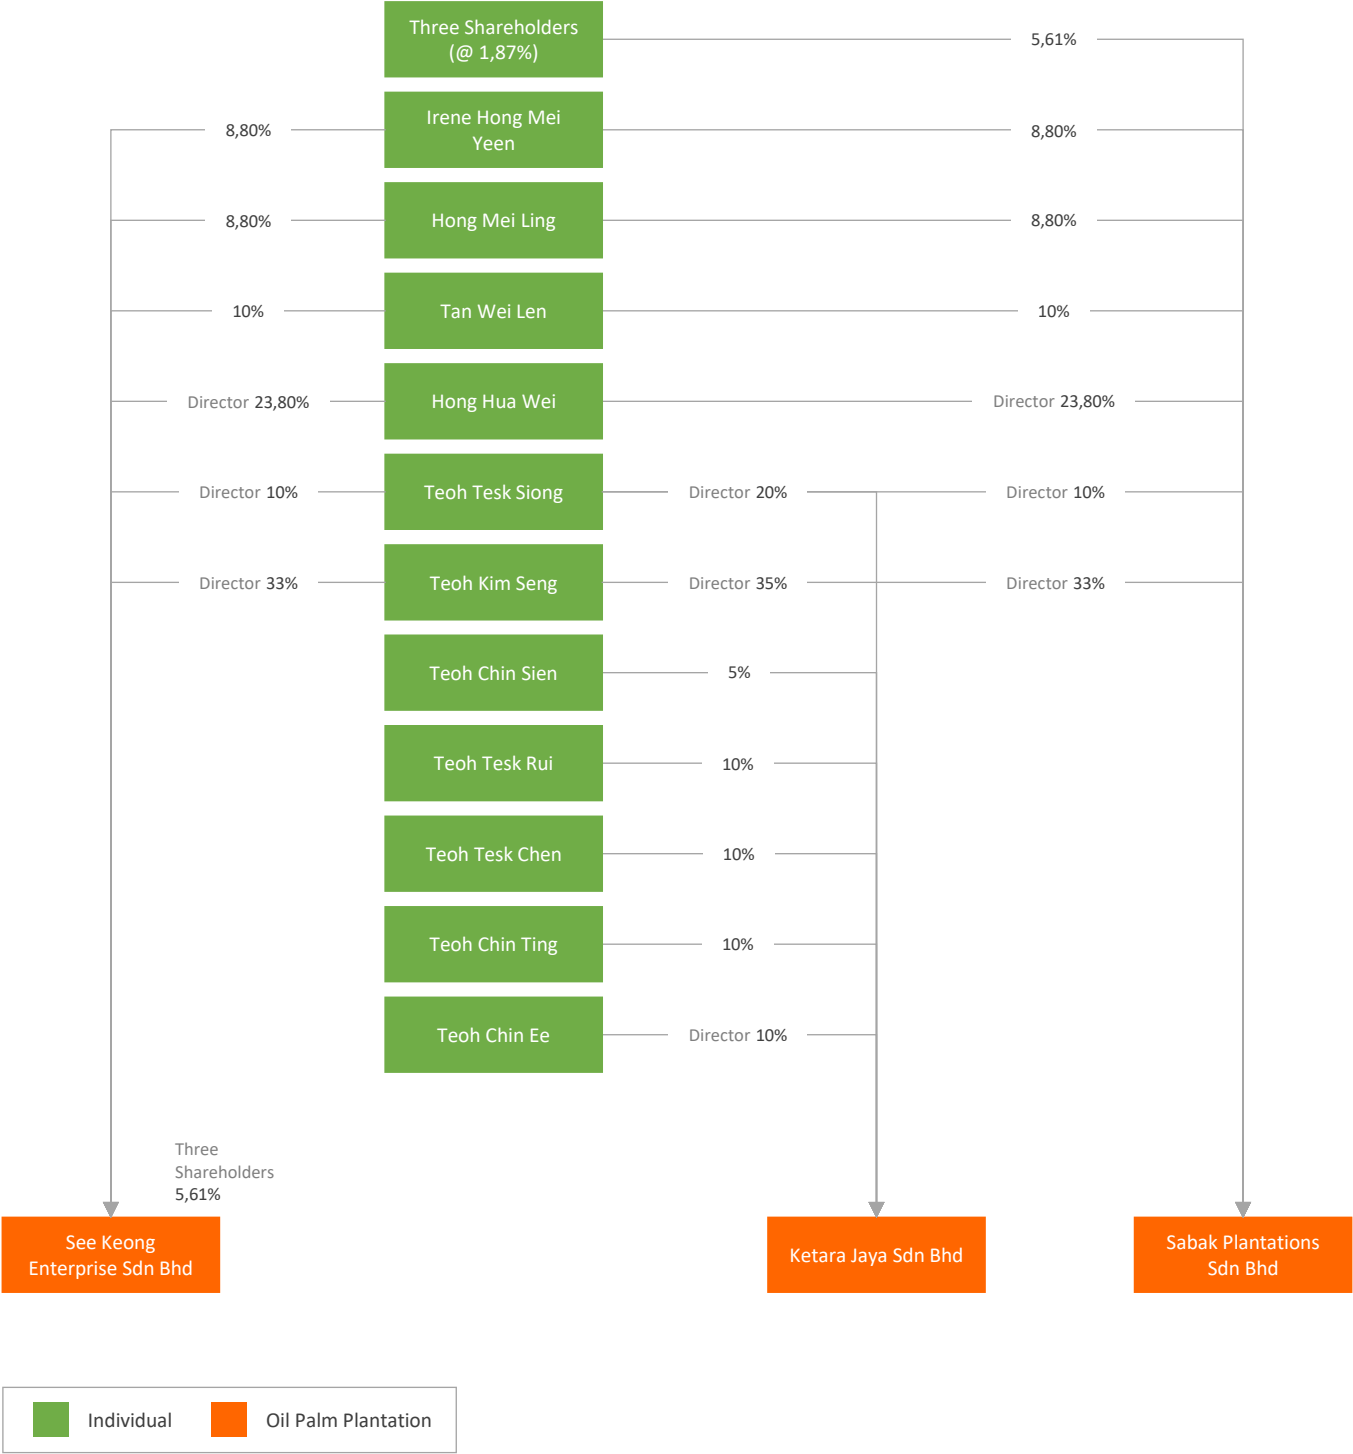 Three Shareholders
(@ 1,87%)
5,61%
Irene Hong Mei
Yeen
8,80%
8,80%
Hong Mei Ling
8,80%
8,80%
Tan Wei Len
10%
10%
Hong Hua Wei
Director 23,80%
Director 23,80%
Director 10%
Teoh Tesk Siong
Director 20%
Director 10%
Director 33%
Teoh Kim Seng
Director 35%
Director 33%
Teoh Chin Sien
5%
Teoh Tesk Rui
10%
Teoh Tesk Chen
10%
Teoh Chin Ting
10%
Teoh Chin Ee
Director 10%
Three
Shareholders
5,61%
See Keong
Enterprise Sdn Bhd
Ketara Jaya Sdn Bhd
Sabak Plantations
Sdn Bhd
Individual
Oil Palm Plantation